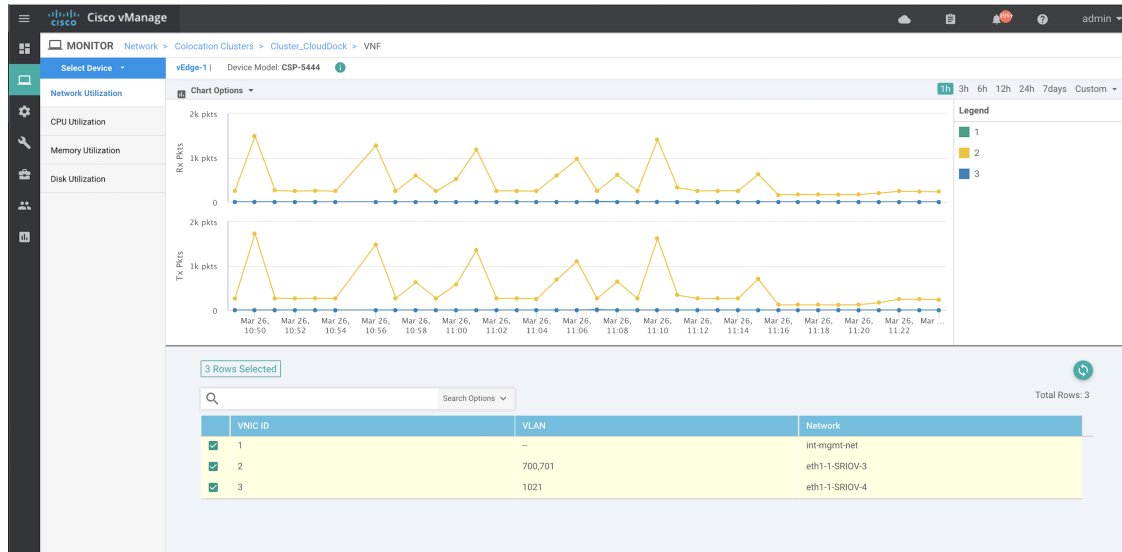 cisco Cisco vManage
999+
admin
MONITOR Network > Colocation Clusters > Cluster_CloudDock > VNF
Select Device
vEdge-1 | Device Model: CSP-5444
Network Utilization
CPU Utilization
Memory Utilization
Disk Utilization
Chart Options
1h 3h 6h 12h 24h 7days Custom
Legend
1
2
3
2k pkts
1k pkts
0
Rx Pkts
2k pkts
1k pkts
0
Tx Pkts
Mar 26, Mar 26, Mar 26, Mar 26, Mar 26, Mar 26, Mar 26, Mar 26, Mar 26, Mar 26, Mar 26, Mar 26, Mar 26, Mar 26, Mar 26, Mar 26, Mar 26, Mar ...
10:50 10:52 10:54 10:56 10:58 11:00 11:02 11:04 11:06 11:08 11:10 11:12 11:14 11:16 11:18 11:20 11:22
3 Rows Selected
Search Options
Total Rows: 3
VNIC ID VLAN Network
1 -- int-mgmt-net
2 700,701 eth1-1-SRIOV-3
3 1021 eth1-1-SRIOV-4